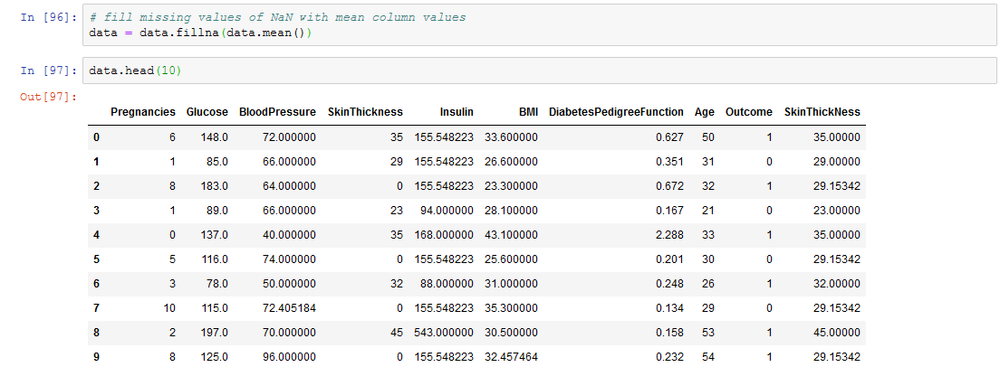 In [96]: # fill missing values of NaN with mean column values
data = data.fillna(data.mean())
In [97]: data.head(10)
Out[97]:
Pregnancies Glucose BloodPressure SkinThickness Insulin BMI DiabetesPedigreeFunction Age Outcome SkinThickNess
0 6 148.0 72.000000 35 155.548223 33.600000 0.627 50 1 35.00000
1 1 85.0 66.000000 29 155.548223 26.600000 0.351 31 0 29.00000
2 8 183.0 64.000000 0 155.548223 23.300000 0.672 32 1 29.15342
3 1 89.0 66.000000 23 94.000000 28.100000 0.167 21 0 23.00000
4 0 137.0 40.000000 35 168.000000 43.100000 2.288 33 1 35.00000
5 5 116.0 74.000000 0 155.548223 25.600000 0.201 30 0 29.15342
6 3 78.0 50.000000 32 88.000000 31.000000 0.248 26 1 32.00000
7 10 115.0 72.405184 0 155.548223 35.300000 0.134 29 0 29.15342
8 2 197.0 70.000000 45 543.000000 30.500000 0.158 53 1 45.00000
9 8 125.0 96.000000 0 155.548223 32.457464 0.232 54 1 29.15342